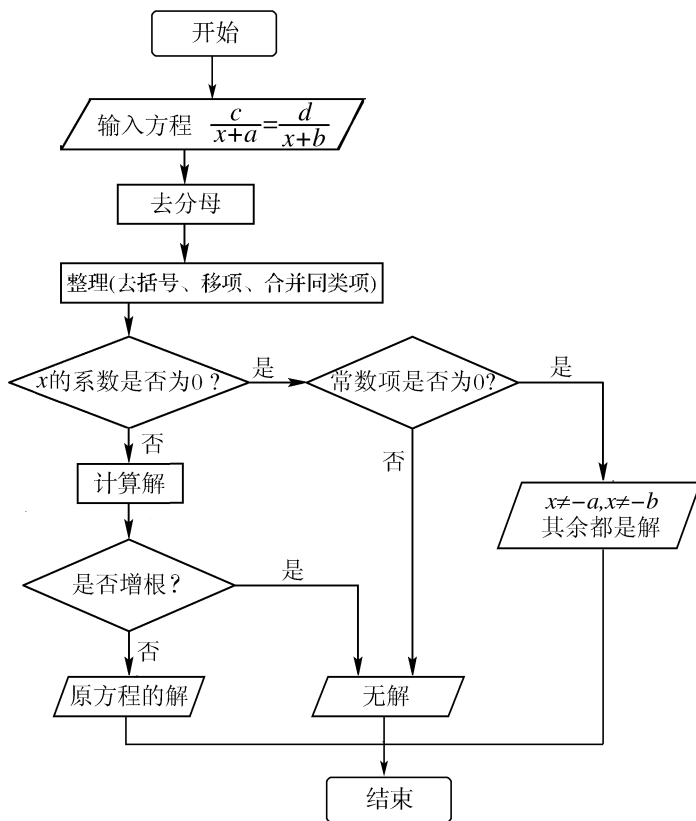 开始
输入方程 c/(x+a)=d/(x+b)
去分母
整理(去括号、移项、合并同类项)
x的系数是否为0？
是
常数项是否为0?
是
否
否
计算解
x≠-a,x≠-b
其余都是解
是否增根?
是
否
原方程的解
无解
结束